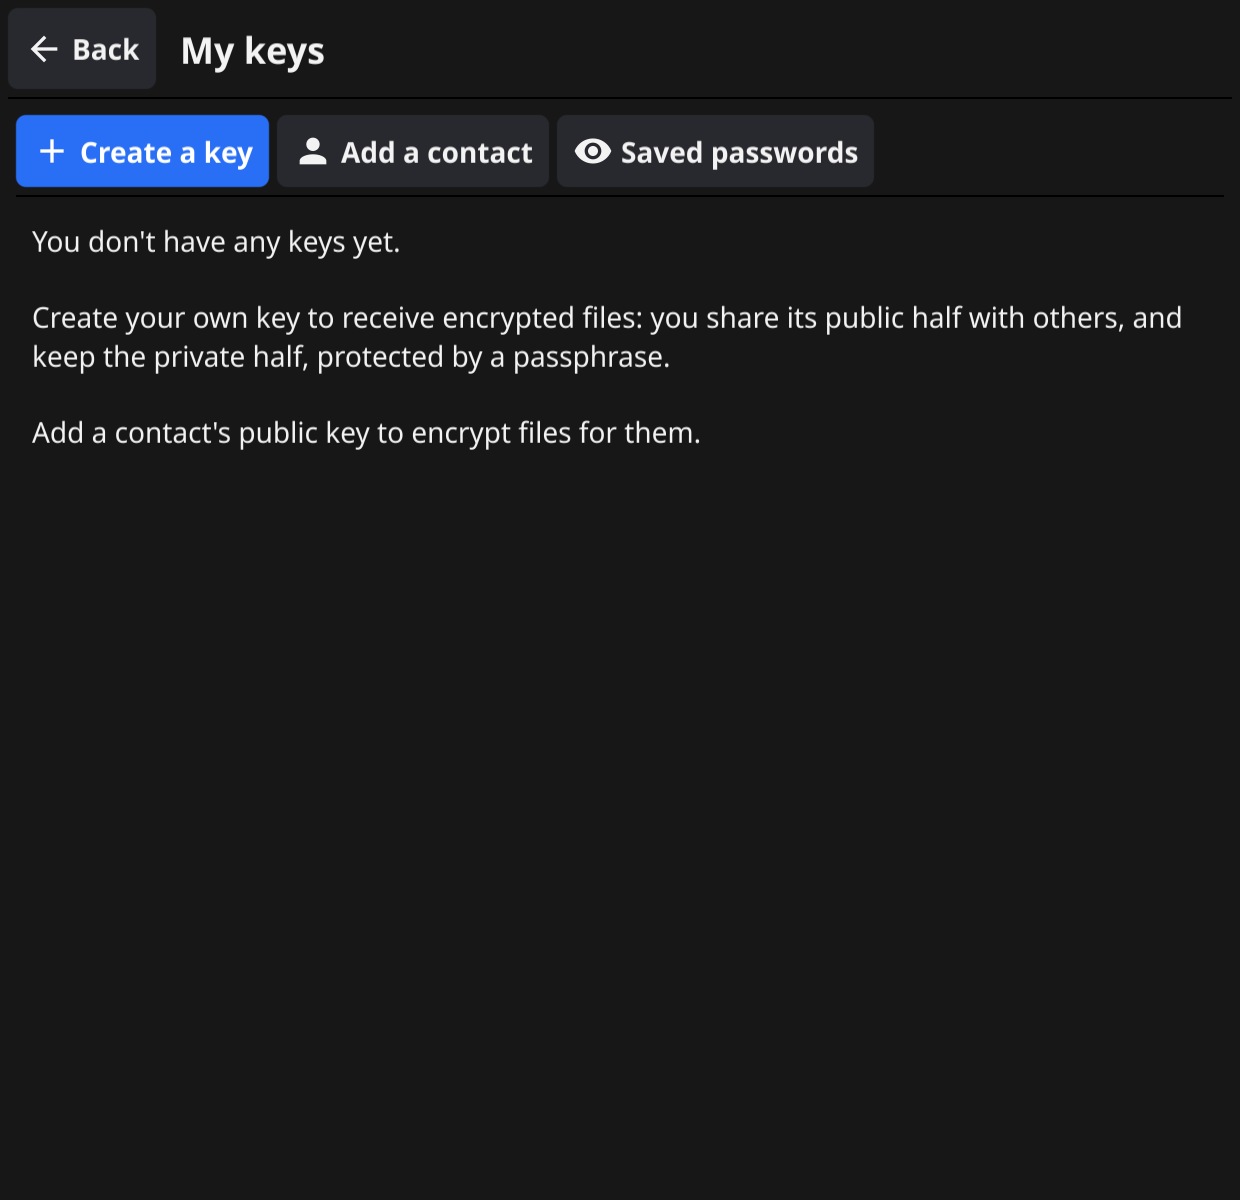 Back
My keys
Create a key
Add a contact
Saved passwords
You don't have any keys yet.
Create your own key to receive encrypted files: you share its public half with others, and
keep the private half, protected by a passphrase.
Add a contact's public key to encrypt files for them.